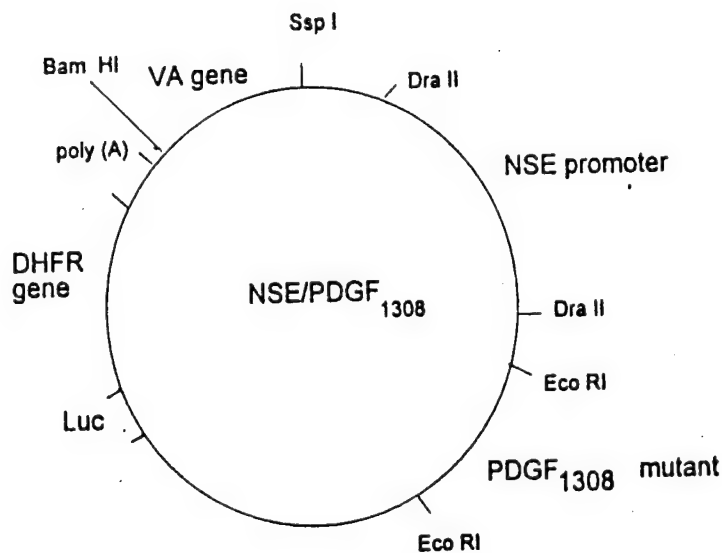 Ssp I
Bam HI
VA gene
Dra II
poly (A)
NSE promoter
DHFR
gene
NSE/PDGF1308
Dra II
Eco RI
Luc
PDGF1308 mutant
Eco RI